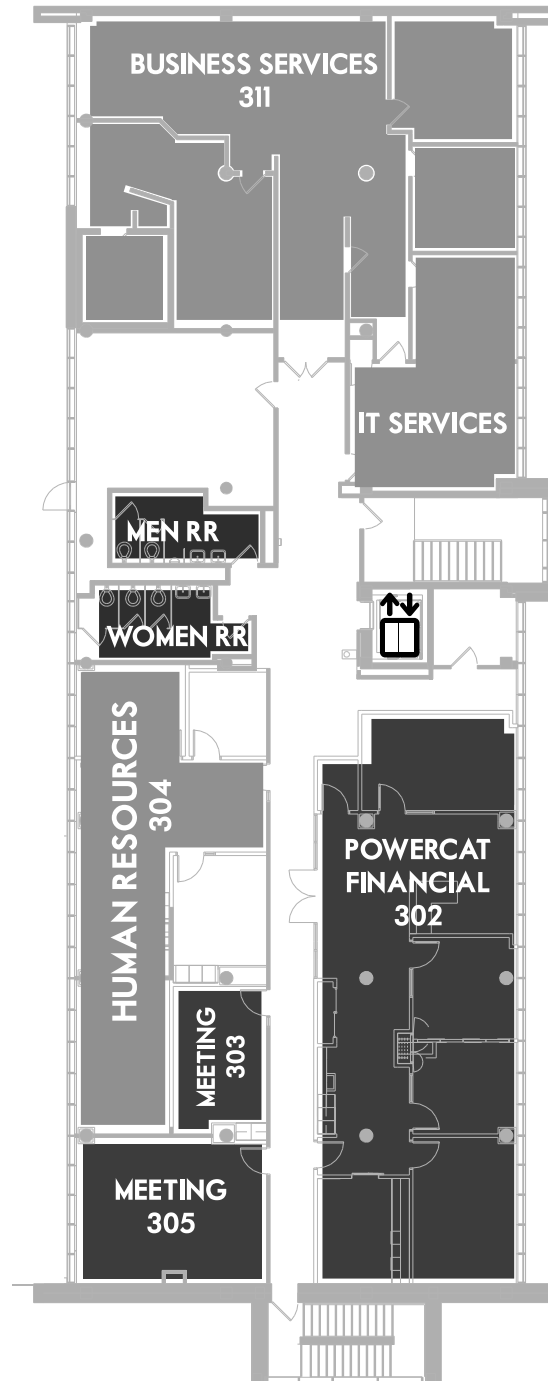 BUSINESS SERVICES
311
IT SERVICES
MEN RR
WOMEN RR
HUMAN RESOURCES
304
POWERCAT
FINANCIAL
302
MEETING
303
MEETING
305